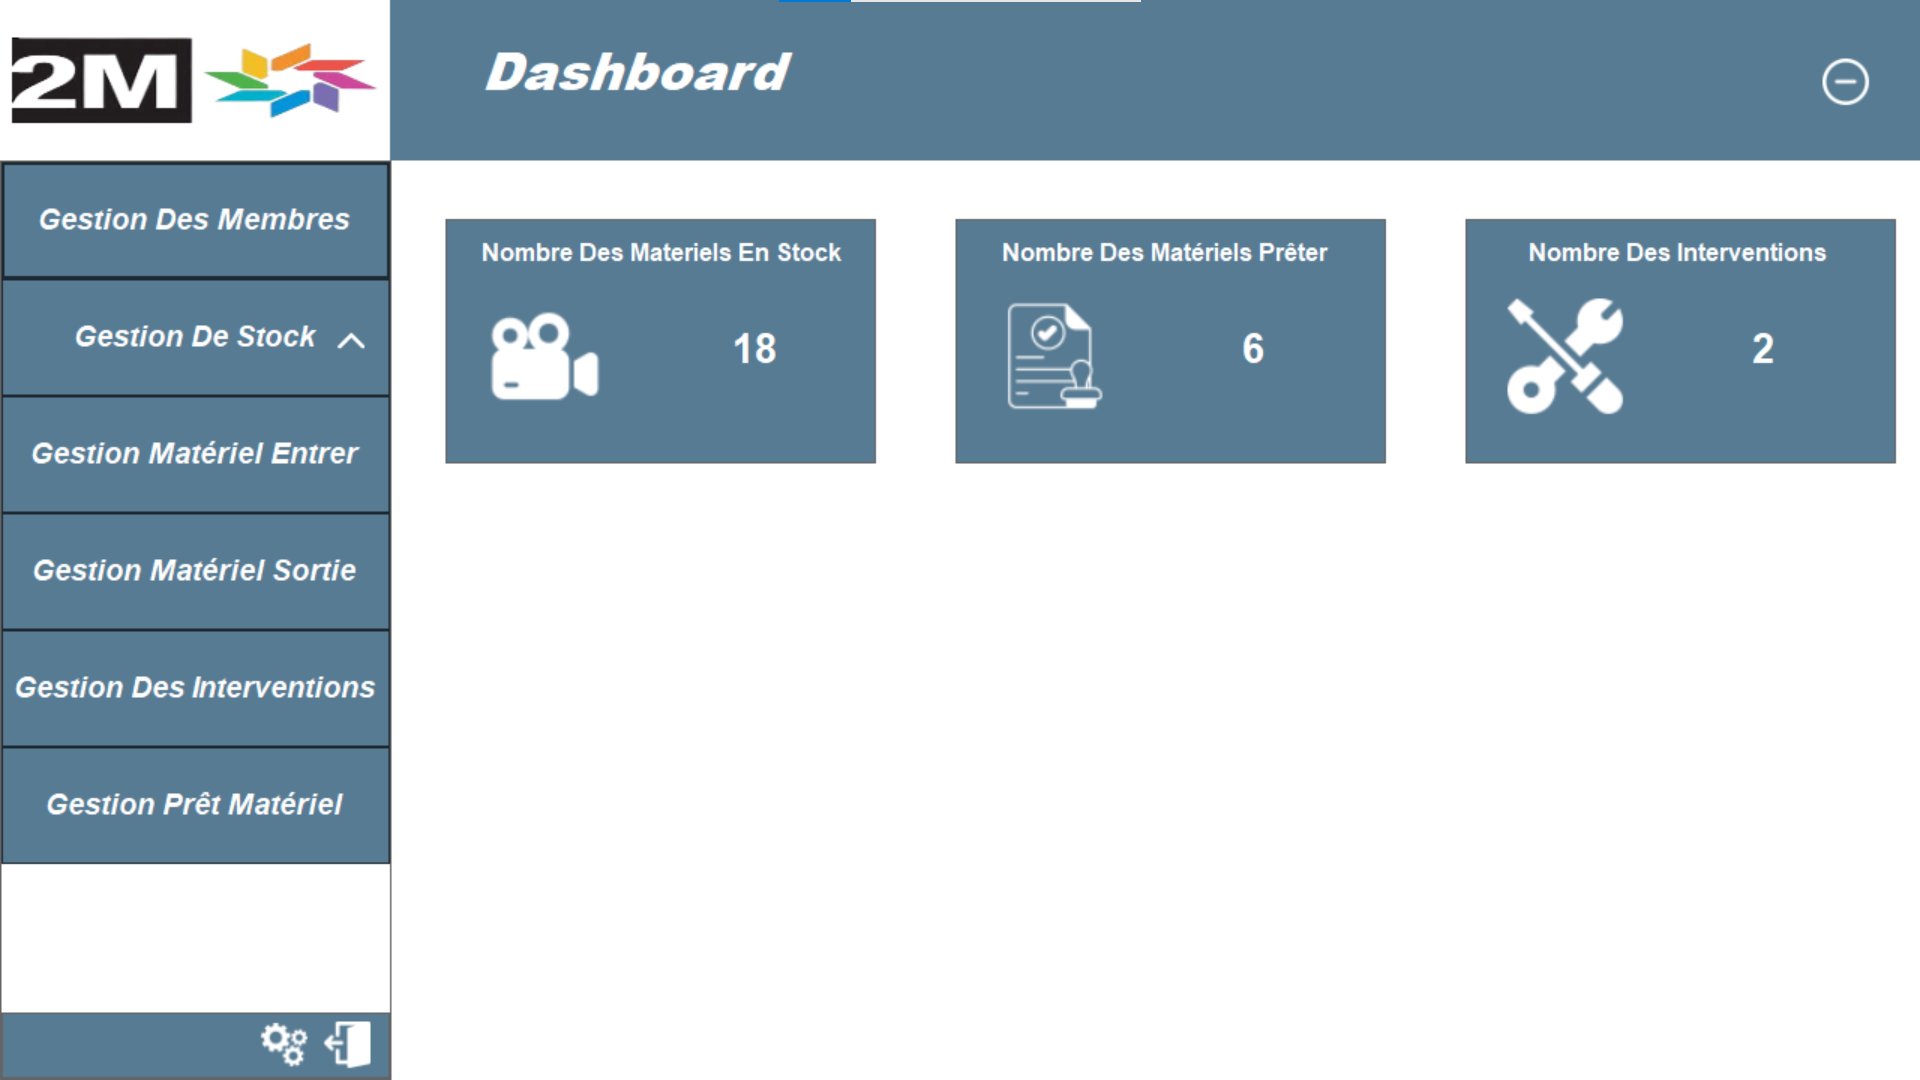 2M
Dashboard
Gestion Des Membres
Gestion De Stock
Gestion Matériel Entrer
Gestion Matériel Sortie
Gestion Des Interventions
Gestion Prêt Matériel
Nombre Des Materiels En Stock
18
Nombre Des Matériels Prêter
6
Nombre Des Interventions
2